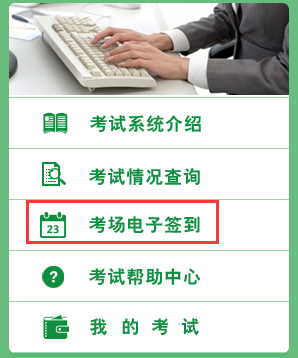 考试系统介绍
考试情况查询
23 考场电子签到
? 考试帮助中心
我 的 考 试